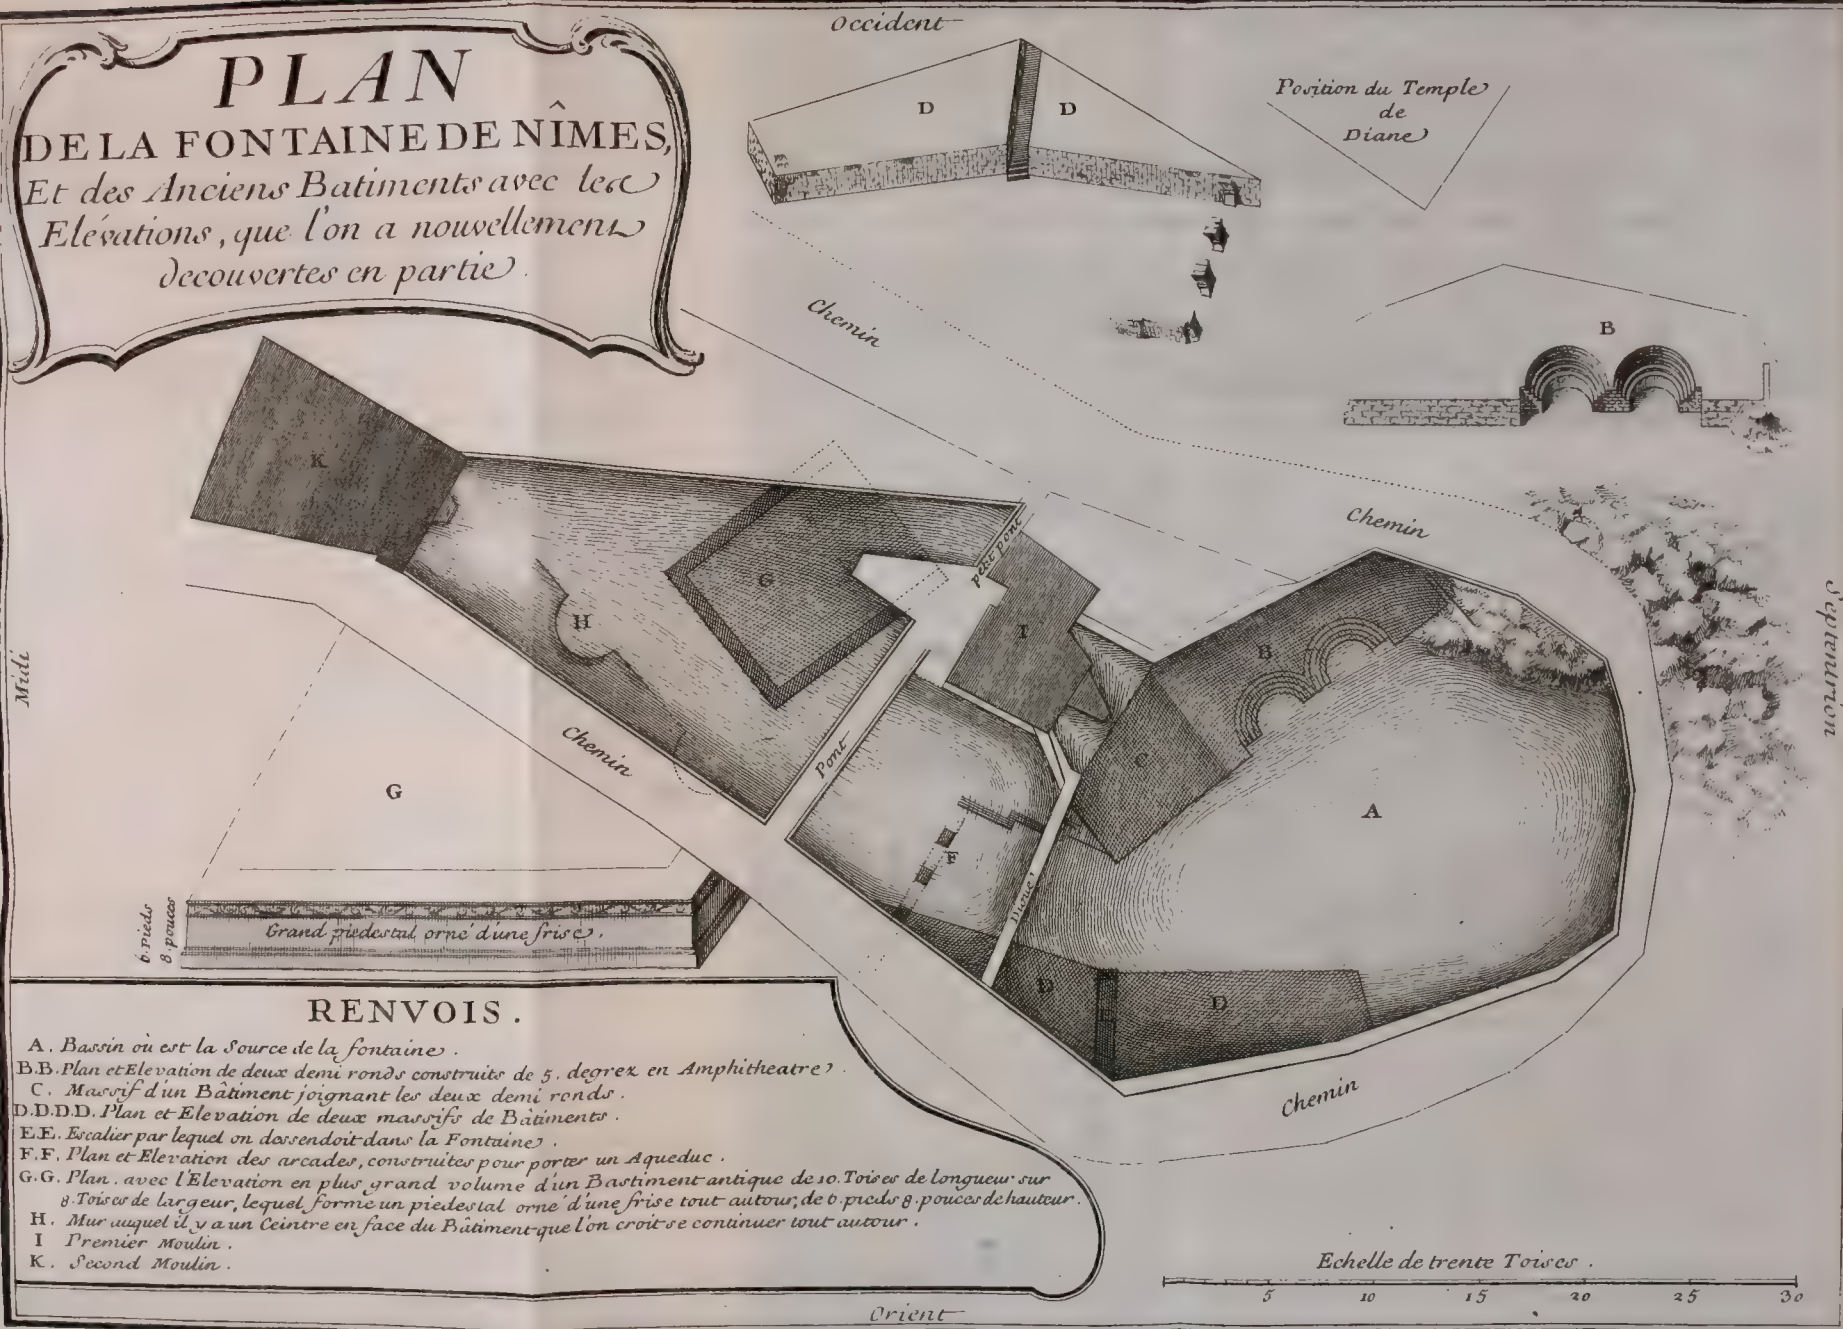 PLAN
DE LA FONTAINE DE NÎMES,
Et des Anciens Batiments avec les
Elévations, que l'on a nouvellement
decouvertes en partie.
Occident
D
D
Position du Temple
de
Diane
Chemin
B
Chemin
Septentrion
Midi
K
G
H
petit pont
I
B
C
A
Chemin
Pont
G
F
Digue
D
D
Chemin
6. Pieds
8. pouces
Grand piedestal orné d'une frise.
RENVOIS.
A. Bassin où est la Source de la fontaine.
B.B. Plan et Elevation de deux demi ronds construits de 5. degrez en Amphitheatre.
C. Massif d'un Bâtiment joignant les deux demi ronds.
D.D.D.D. Plan et Elevation de deux massifs de Bâtiments.
E.E. Escalier par lequel on dessendoit dans la Fontaine.
F.F. Plan et Elevation des arcades, construites pour porter un Aqueduc.
G.G. Plan. avec l'Elevation en plus grand volume d'un Bastiment antique de 10. Toises de longueur sur
8. Toises de largeur, lequel forme un piedestal orné d'une frise tout autour, de 6. pieds 8. pouces de hauteur.
H. Mur auquel il y a un Ceintre en face du Bâtiment que l'on croit se continuer tout autour.
I Premier Moulin.
K. Second Moulin.
Echelle de trente Toises.
5 10 15 20 25 30
Orient